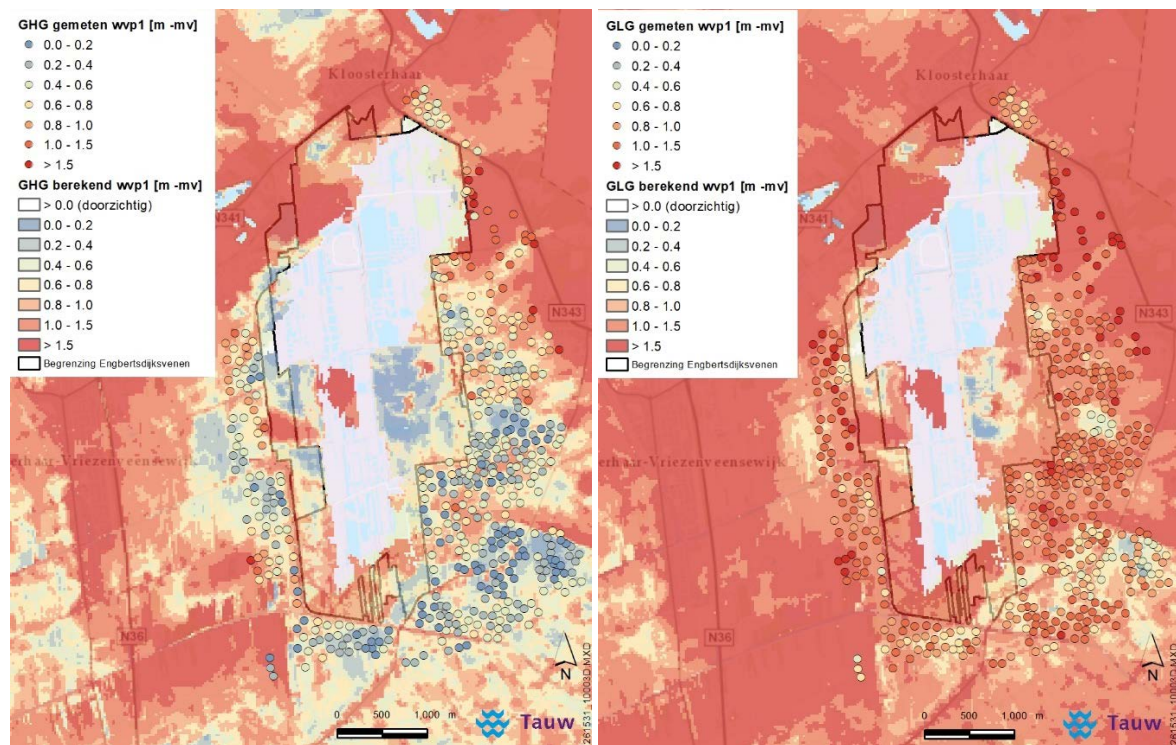 GHG gemeten wvp1 [m -mv]
0.0 - 0.2
0.2 - 0.4
0.4 - 0.6
0.6 - 0.8
0.8 - 1.0
1.0 - 1.5
> 1.5
GHG berekend wvp1 [m -mv]
> 0.0 (doorzichtig)
0.0 - 0.2
0.2 - 0.4
0.4 - 0.6
0.6 - 0.8
0.8 - 1.0
1.0 - 1.5
> 1.5
Begrenzing Engbertsdijksvenen
Kloosterhaar
N341
N343
erhaar-Vriezenveensewijk
N36
N
0 500 1,000 m
Tauw
261531_10003D.MXD
GLG gemeten wvp1 [m -mv]
0.0 - 0.2
0.2 - 0.4
0.4 - 0.6
0.6 - 0.8
0.8 - 1.0
1.0 - 1.5
> 1.5
GLG berekend wvp1 [m -mv]
> 0.0 (doorzichtig)
0.0 - 0.2
0.2 - 0.4
0.4 - 0.6
0.6 - 0.8
0.8 - 1.0
1.0 - 1.5
> 1.5
Begrenzing Engbertsdijksvenen
Kloosterhaar
N341
N343
erhaar-Vriezenveensewijk
N36
N
0 500 1,000 m
Tauw